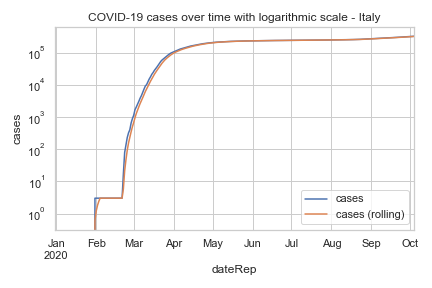 COVID-19 cases over time with logarithmic scale - Italy
cases
10⁵
10⁴
10³
10²
10¹
10⁰
cases
cases (rolling)
Jan Feb Mar Apr May Jun Jul Aug Sep Oct
2020
dateRep